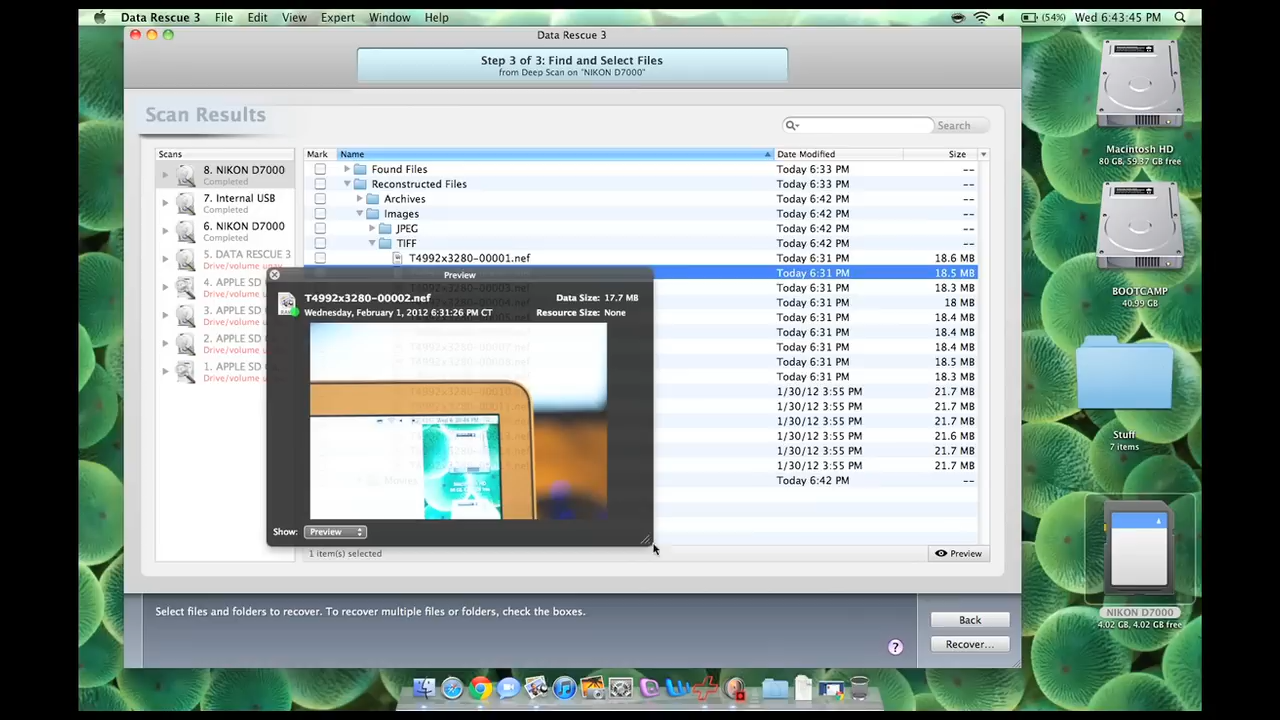 Data Rescue 3 File Edit View Expert Window Help (54%) Wed 6:43:45 PM
Data Rescue 3
Step 3 of 3: Find and Select Files
from Deep Scan on "NIKON D7000"
Scan Results
Search
Scans
8. NIKON D7000
Completed
7. Internal USB
Completed
6. NIKON D7000
Completed
5. DATA RESCUE 3
Drive/volume
4. APPLE SD
Drive/volume
3. APPLE SD
Drive/volume
2. APPLE SD
Drive/volume
1. APPLE SD
Drive/volume
Mark Name Date Modified Size
Found Files Today 6:33 PM --
Reconstructed Files Today 6:33 PM --
Archives Today 6:42 PM --
Images Today 6:42 PM --
JPEG Today 6:42 PM --
TIFF Today 6:42 PM --
T4992x3280-00001.nef Today 6:31 PM 18.6 MB
Today 6:31 PM 18.5 MB
Today 6:31 PM 18.3 MB
Today 6:31 PM 18 MB
Today 6:31 PM 18.4 MB
Today 6:31 PM 18.4 MB
Today 6:31 PM 18.4 MB
Today 6:31 PM 18.5 MB
Today 6:31 PM 18.3 MB
1/30/12 3:55 PM 21.7 MB
1/30/12 3:55 PM 21.7 MB
1/30/12 3:55 PM 21.7 MB
1/30/12 3:55 PM 21.6 MB
1/30/12 3:55 PM 21.7 MB
1/30/12 3:55 PM 21.7 MB
Today 6:42 PM --
Preview
T4992x3280-00002.nef Data Size: 17.7 MB
Wednesday, February 1, 2012 6:31:26 PM CT Resource Size: None
Show: Preview
1 item(s) selected
Preview
Select files and folders to recover. To recover multiple files or folders, check the boxes.
?
Back
Recover...
Macintosh HD
80 GB, 59.37 GB free
BOOTCAMP
40.99 GB
Stuff
7 items
NIKON D7000
4.02 GB, 4.02 GB free